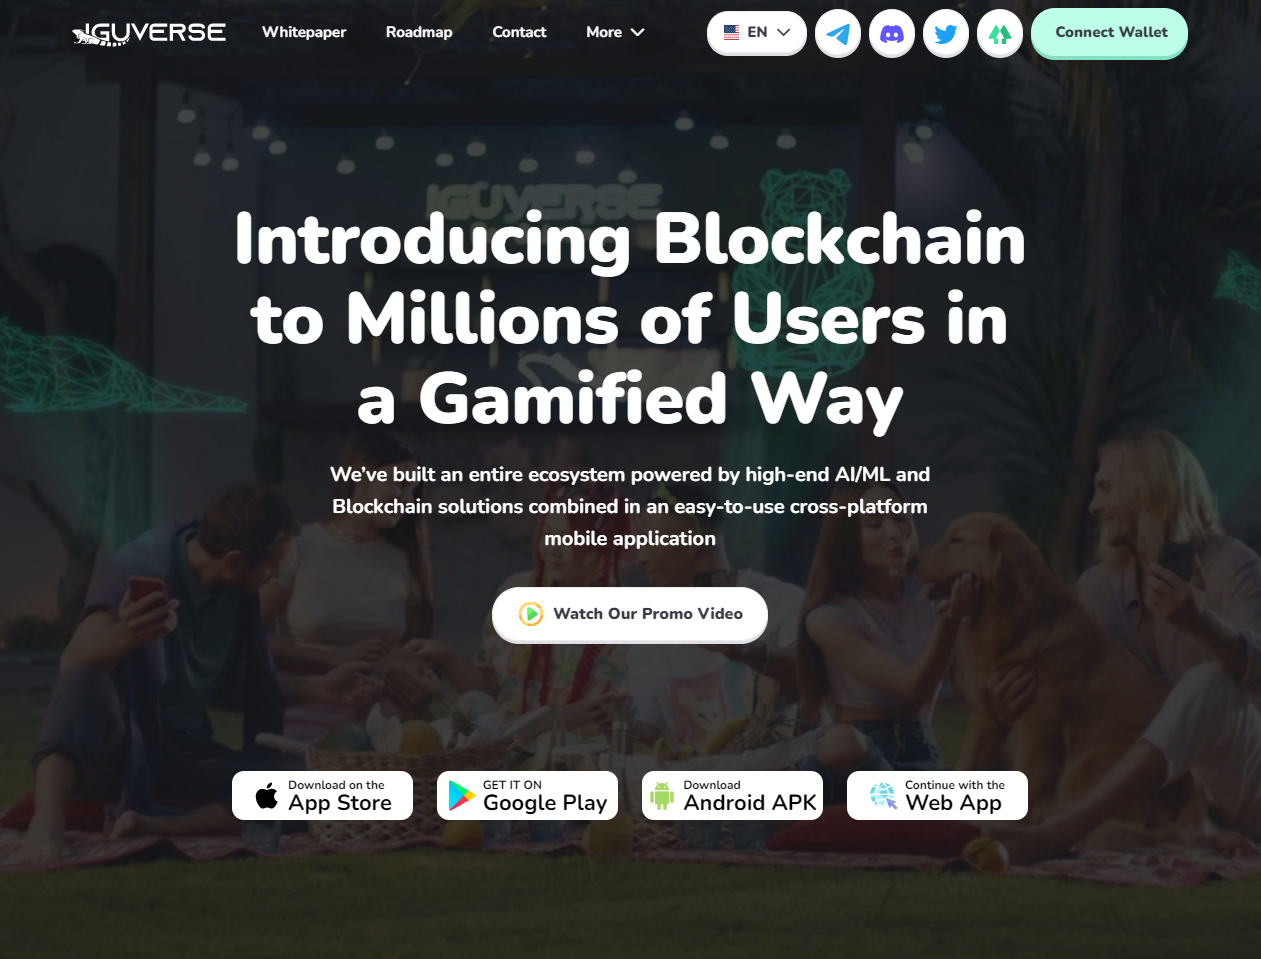 IGUVERSE
Whitepaper
Roadmap
Contact
More
EN
Connect Wallet
IGUVERSE
Introducing Blockchain
to Millions of Users in
a Gamified Way
We’ve built an entire ecosystem powered by high-end AI/ML and
Blockchain solutions combined in an easy-to-use cross-platform
mobile application
Watch Our Promo Video
Download on the
App Store
GET IT ON
Google Play
Download
Android APK
Continue with the
Web App